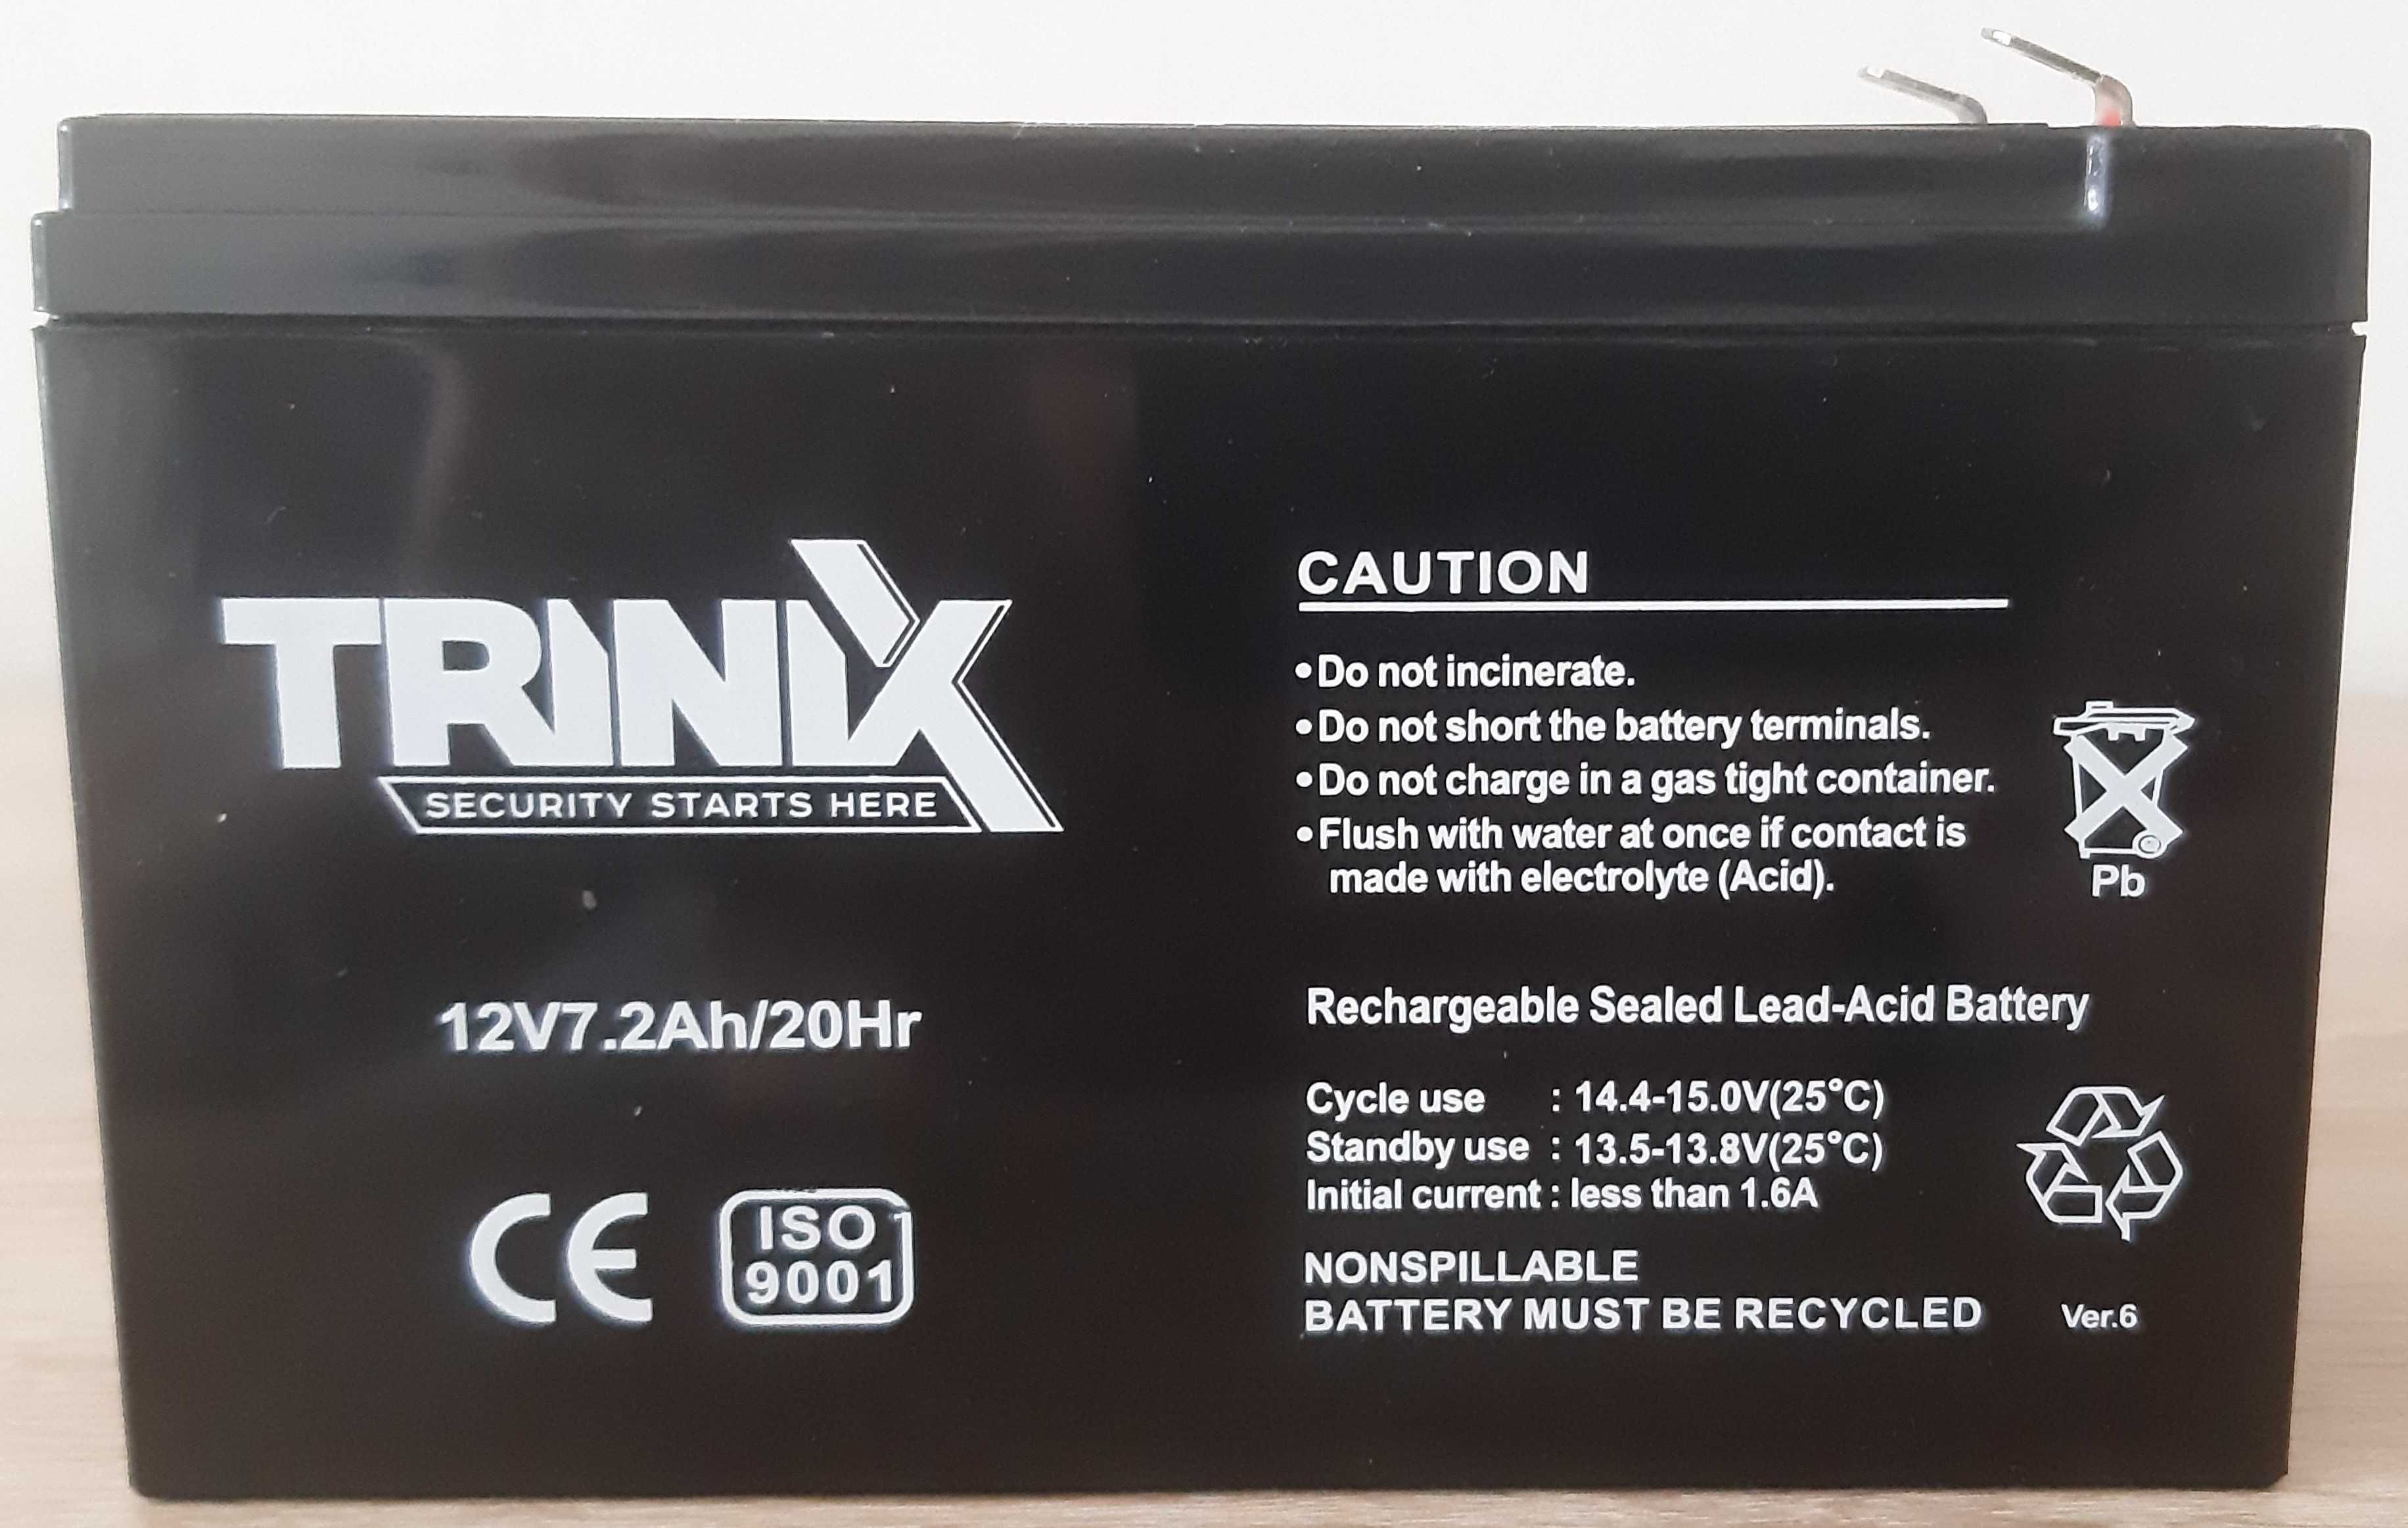 TRINIX
SECURITY STARTS HERE
12V7.2Ah/20Hr
CE
ISO
9001
CAUTION
•Do not incinerate.
•Do not short the battery terminals.
•Do not charge in a gas tight container.
•Flush with water at once if contact is
made with electrolyte (Acid).
Pb
Rechargeable Sealed Lead-Acid Battery
Cycle use : 14.4-15.0V(25°C)
Standby use : 13.5-13.8V(25°C)
Initial current : less than 1.6A
NONSPILLABLE
BATTERY MUST BE RECYCLED
Ver.6